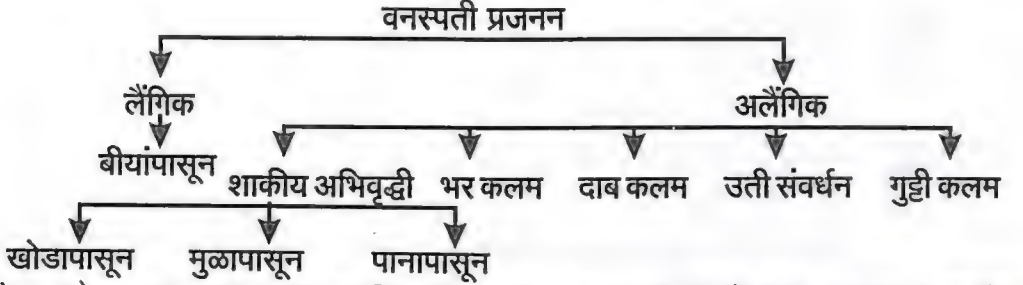 वनस्पती प्रजनन
लैंगिक अलैंगिक
बीयांपासून शाकीय अभिवृद्धी भर कलम दाब कलम उती संवर्धन गुट्टी कलम
खोडापासून मुळापासून पानापासून